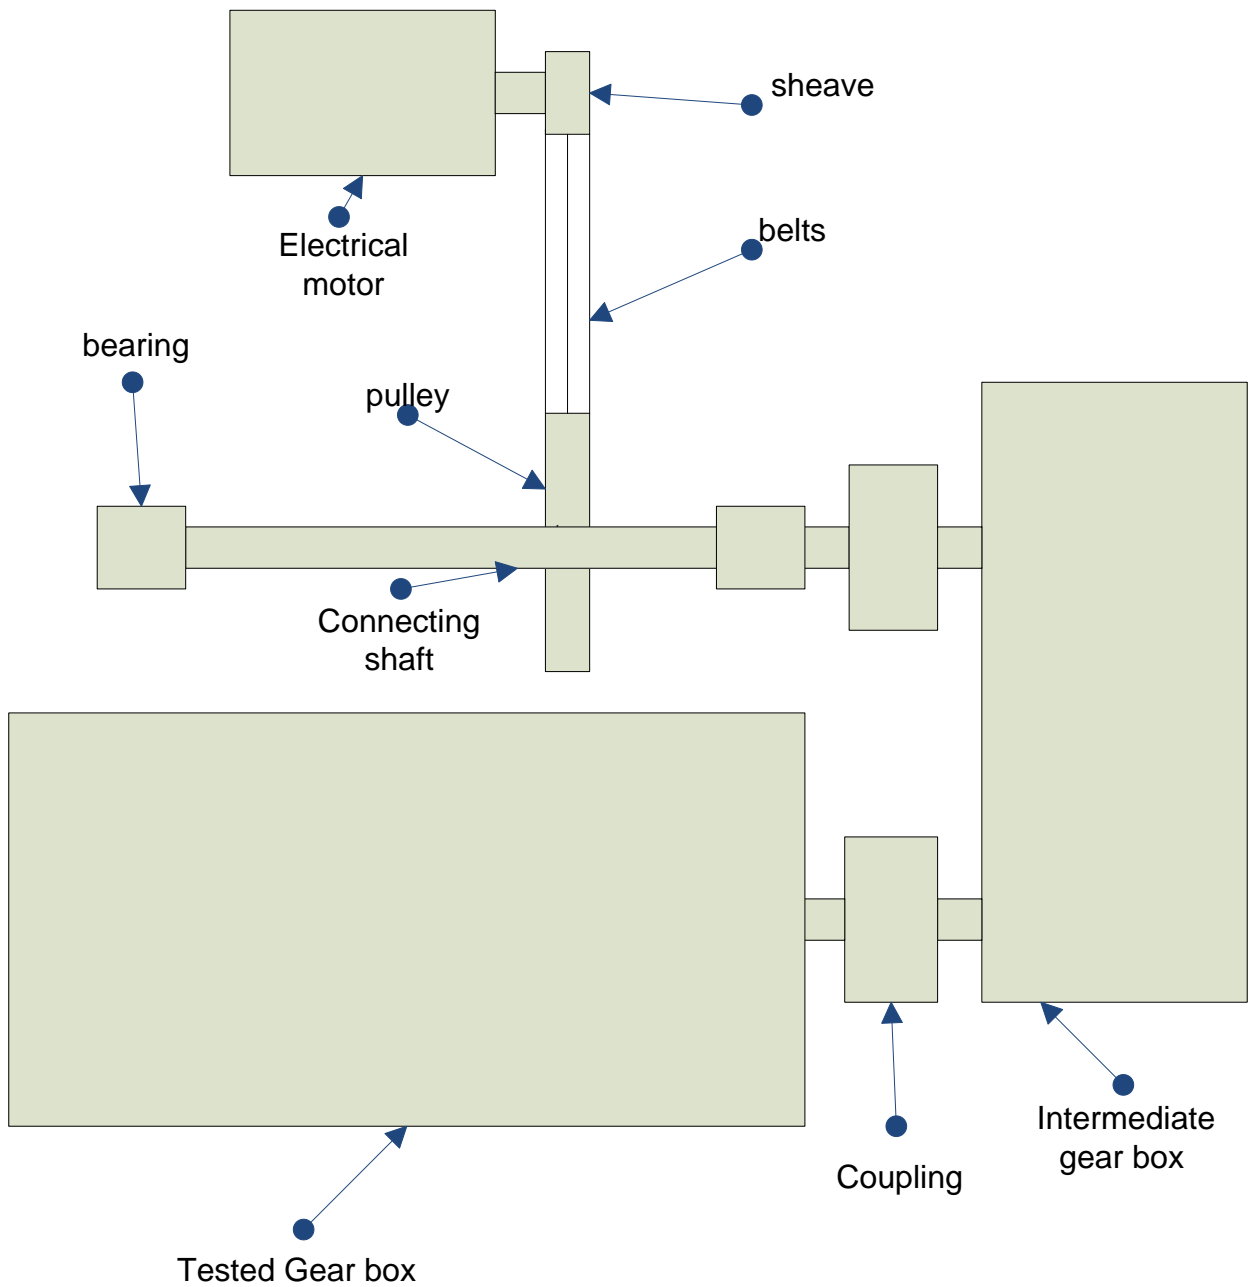 sheave
belts
Electrical
motor
bearing
pulley
Connecting
shaft
Intermediate
gear box
Coupling
Tested Gear box